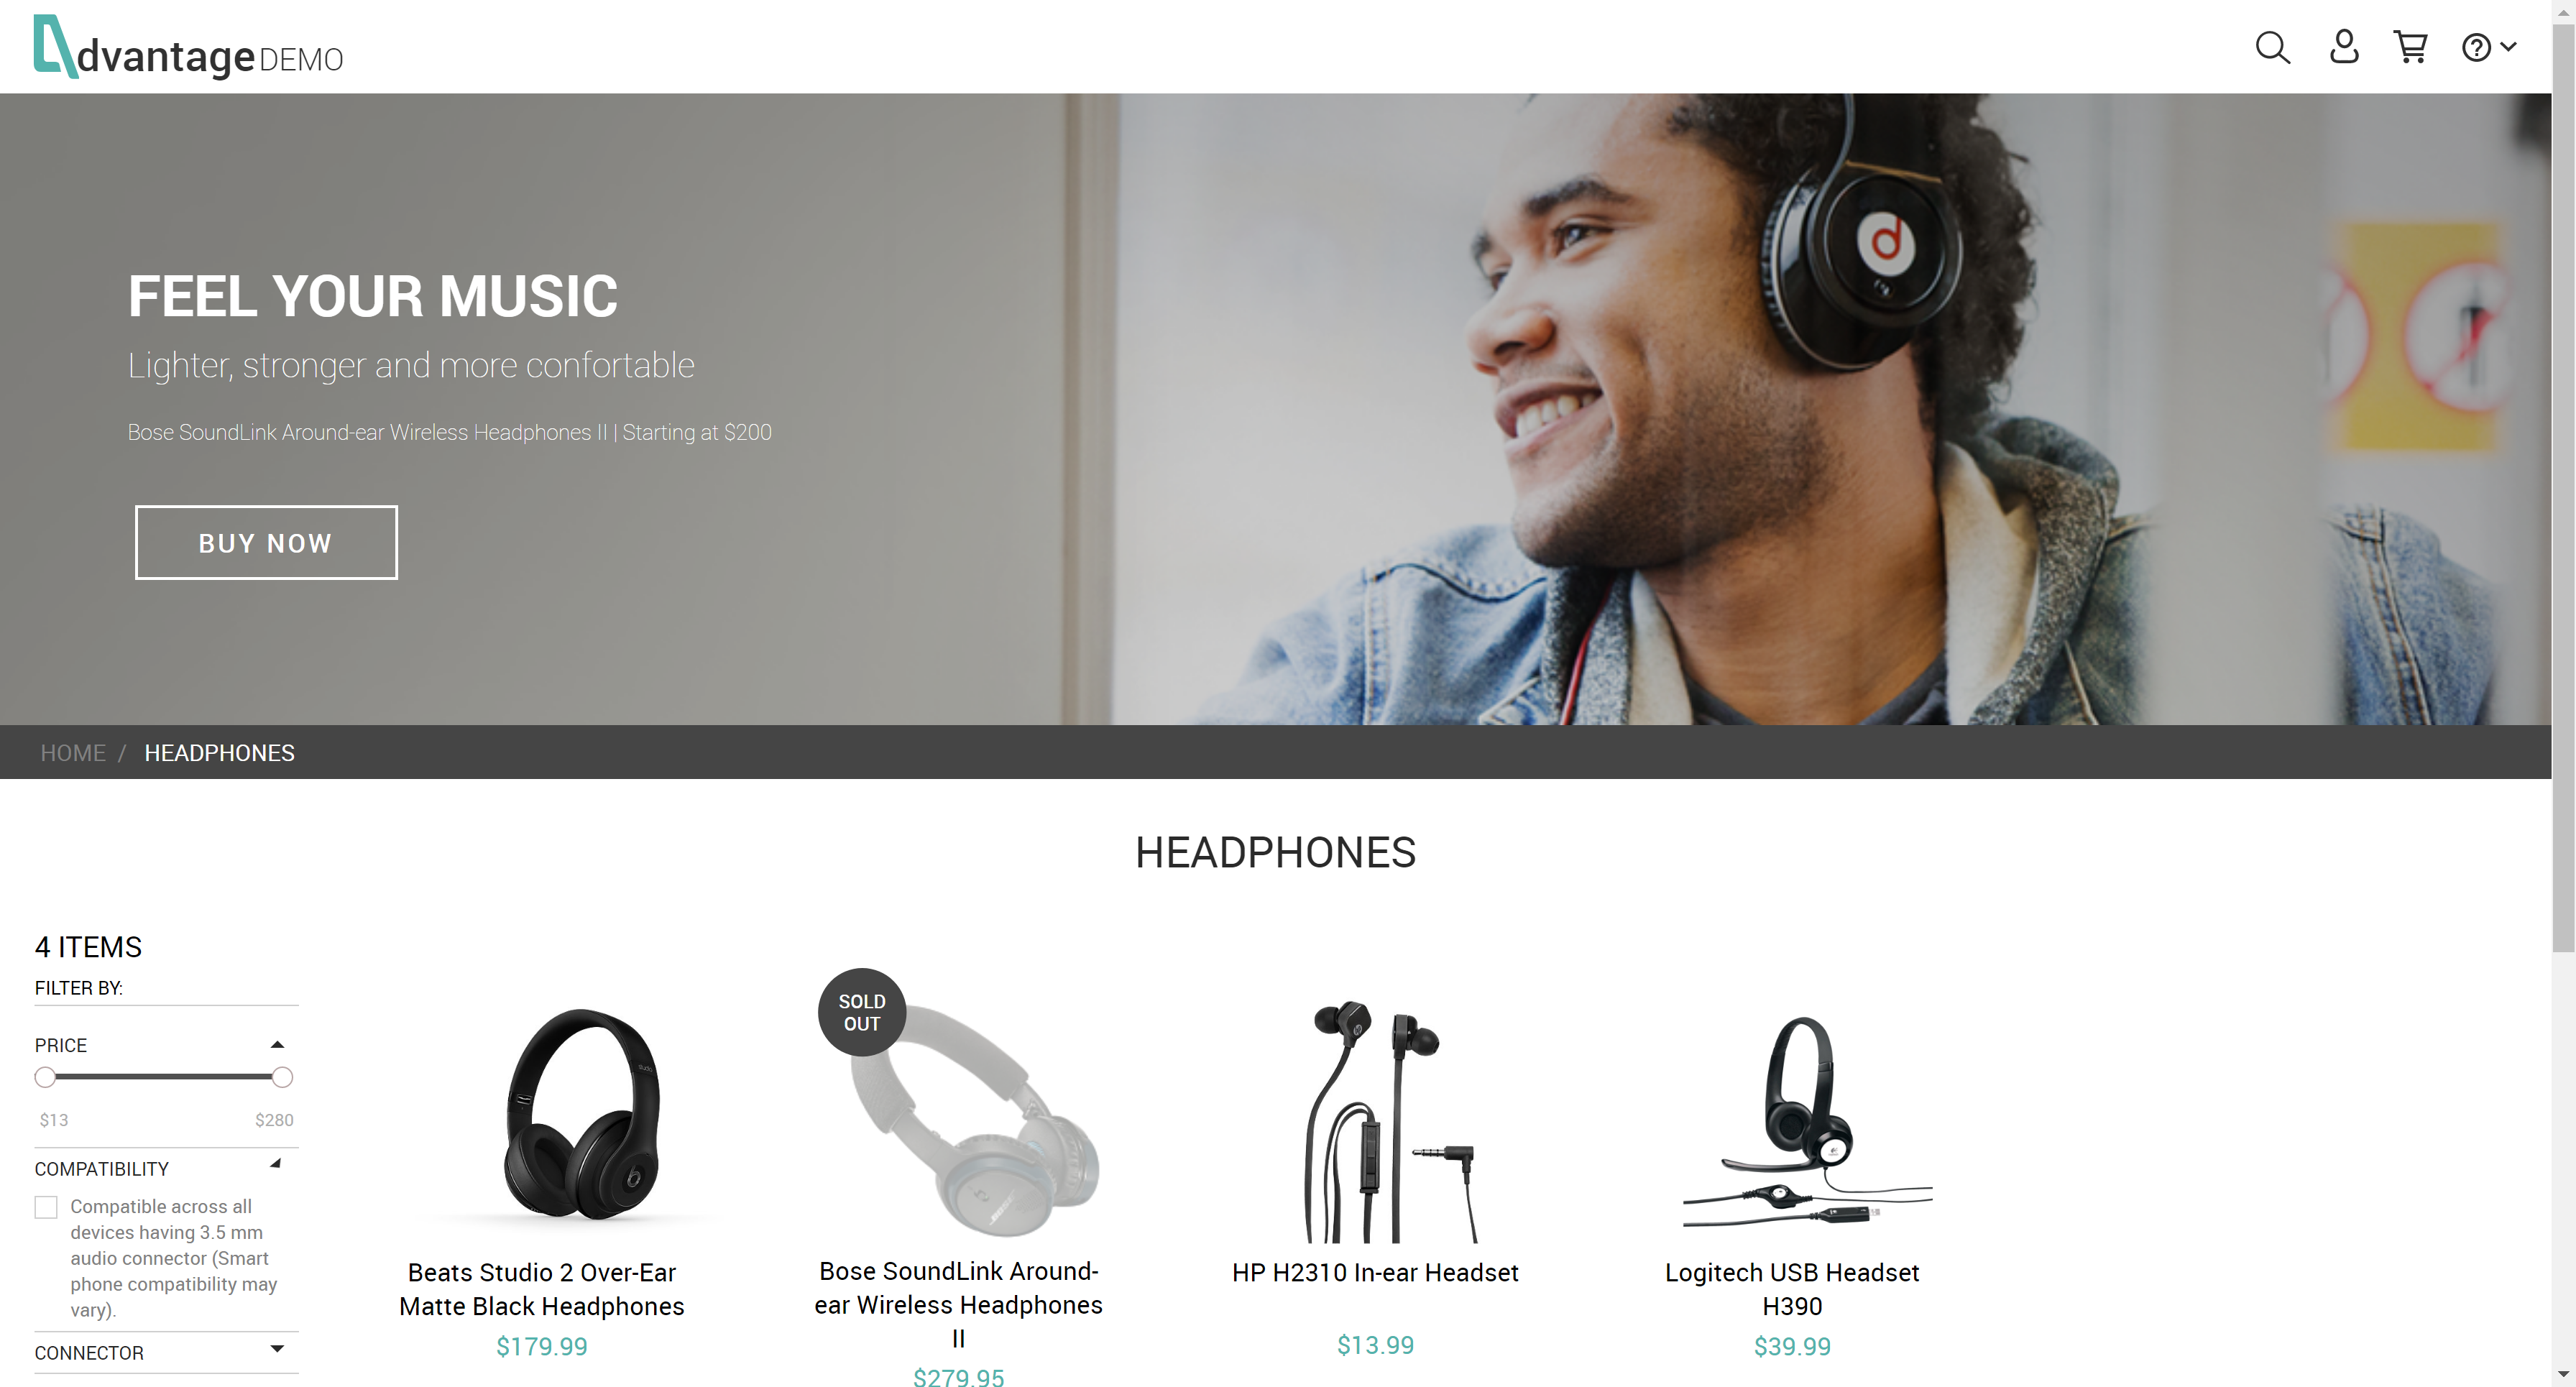 dvantage DEMO
FEEL YOUR MUSIC
Lighter, stronger and more confortable
Bose SoundLink Around-ear Wireless Headphones II | Starting at $200
BUY NOW
HOME / HEADPHONES
HEADPHONES
4 ITEMS
FILTER BY:
PRICE
$13 $280
COMPATIBILITY
Compatible across all
devices having 3.5 mm
audio connector (Smart
phone compatibility may
vary).
CONNECTOR
Beats Studio 2 Over-Ear
Matte Black Headphones
$179.99
SOLD
OUT
Bose SoundLink Around-
ear Wireless Headphones
II
$279.95
HP H2310 In-ear Headset
$13.99
Logitech USB Headset
H390
$39.99